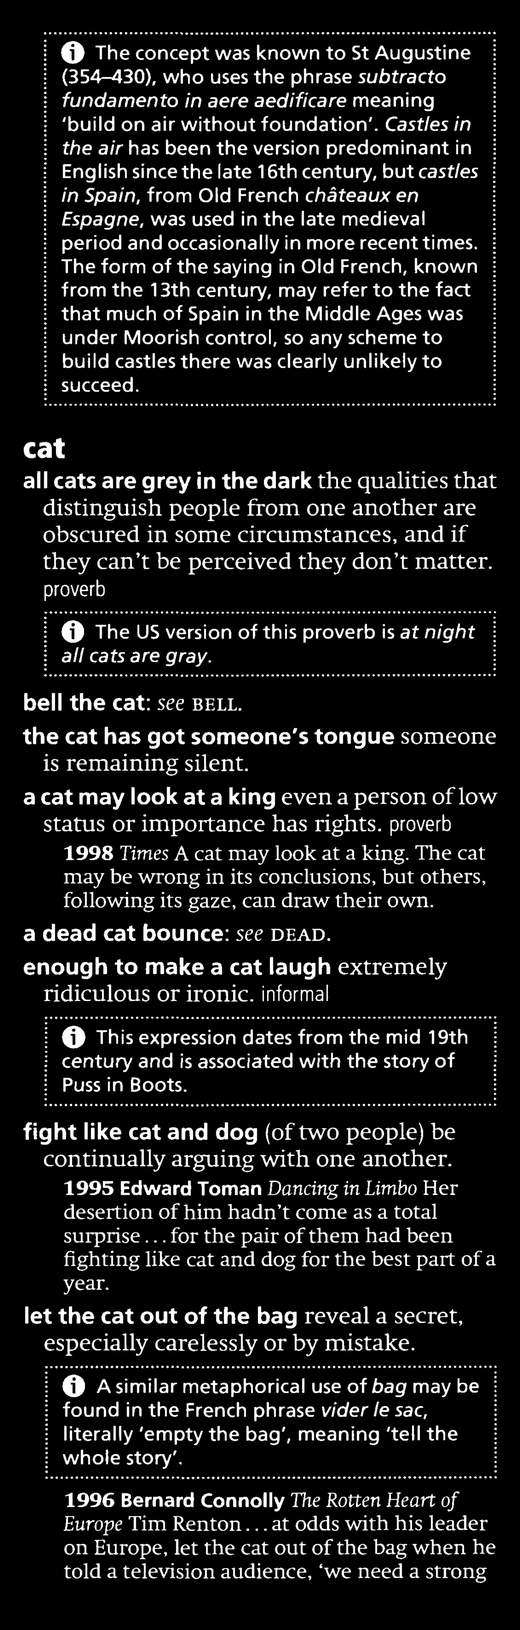 ⓘ The concept was known to St Augustine
(354–430), who uses the phrase subtracto
fundamento in aere aedificare meaning
‘build on air without foundation’. Castles in
the air has been the version predominant in
English since the late 16th century, but castles
in Spain, from Old French châteaux en
Espagne, was used in the late medieval
period and occasionally in more recent times.
The form of the saying in Old French, known
from the 13th century, may refer to the fact
that much of Spain in the Middle Ages was
under Moorish control, so any scheme to
build castles there was clearly unlikely to
succeed.
cat
all cats are grey in the dark the qualities that
distinguish people from one another are
obscured in some circumstances, and if
they can’t be perceived they don’t matter.
proverb
ⓘ The US version of this proverb is at night
all cats are gray.
bell the cat: see BELL.
the cat has got someone’s tongue someone
is remaining silent.
a cat may look at a king even a person of low
status or importance has rights. proverb
1998 Times A cat may look at a king. The cat
may be wrong in its conclusions, but others,
following its gaze, can draw their own.
a dead cat bounce: see DEAD.
enough to make a cat laugh extremely
ridiculous or ironic. informal
ⓘ This expression dates from the mid 19th
century and is associated with the story of
Puss in Boots.
fight like cat and dog (of two people) be
continually arguing with one another.
1995 Edward Toman Dancing in Limbo Her
desertion of him hadn’t come as a total
surprise…for the pair of them had been
fighting like cat and dog for the best part of a
year.
let the cat out of the bag reveal a secret,
especially carelessly or by mistake.
ⓘ A similar metaphorical use of bag may be
found in the French phrase vider le sac,
literally ‘empty the bag’, meaning ‘tell the
whole story’.
1996 Bernard Connolly The Rotten Heart of
Europe Tim Renton…at odds with his leader
on Europe, let the cat out of the bag when he
told a television audience, ‘we need a strong